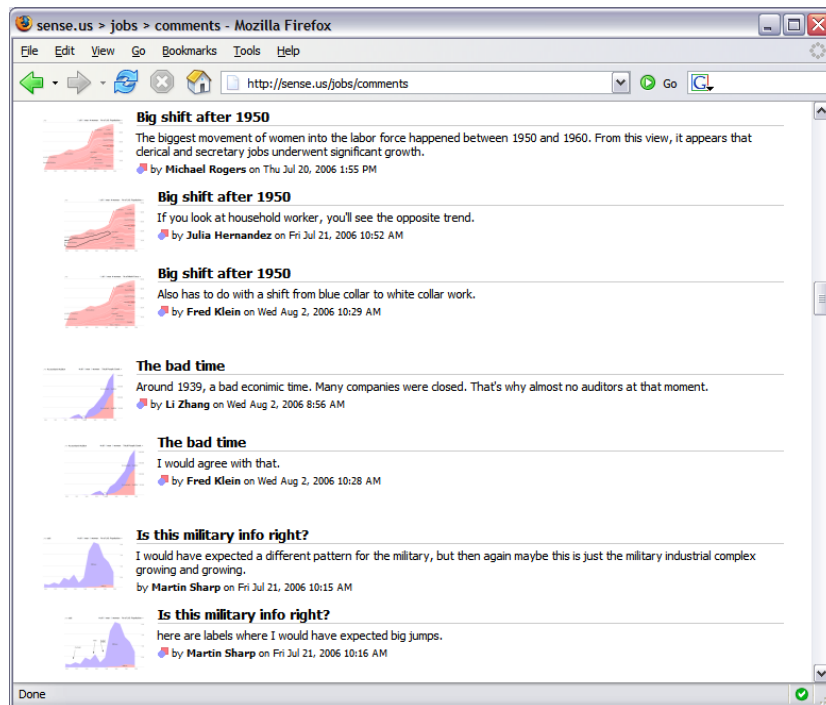 sense.us > jobs > comments - Mozilla Firefox
File Edit View Go Bookmarks Tools Help
http://sense.us/jobs/comments Go G
Big shift after 1950
The biggest movement of women into the labor force happened between 1950 and 1960. From this view, it appears that
clerical and secretary jobs underwent significant growth.
by Michael Rogers on Thu Jul 20, 2006 1:55 PM
Big shift after 1950
If you look at household worker, you'll see the opposite trend.
by Julia Hernandez on Fri Jul 21, 2006 10:52 AM
Big shift after 1950
Also has to do with a shift from blue collar to white collar work.
by Fred Klein on Wed Aug 2, 2006 10:29 AM
The bad time
Around 1939, a bad econimic time. Many companies were closed. That's why almost no auditors at that moment.
by Li Zhang on Wed Aug 2, 2006 8:56 AM
The bad time
I would agree with that.
by Fred Klein on Wed Aug 2, 2006 10:28 AM
Is this military info right?
I would have expected a different pattern for the military, but then again maybe this is just the military industrial complex
growing and growing.
by Martin Sharp on Fri Jul 21, 2006 10:15 AM
Is this military info right?
here are labels where I would have expected big jumps.
by Martin Sharp on Fri Jul 21, 2006 10:16 AM
Done